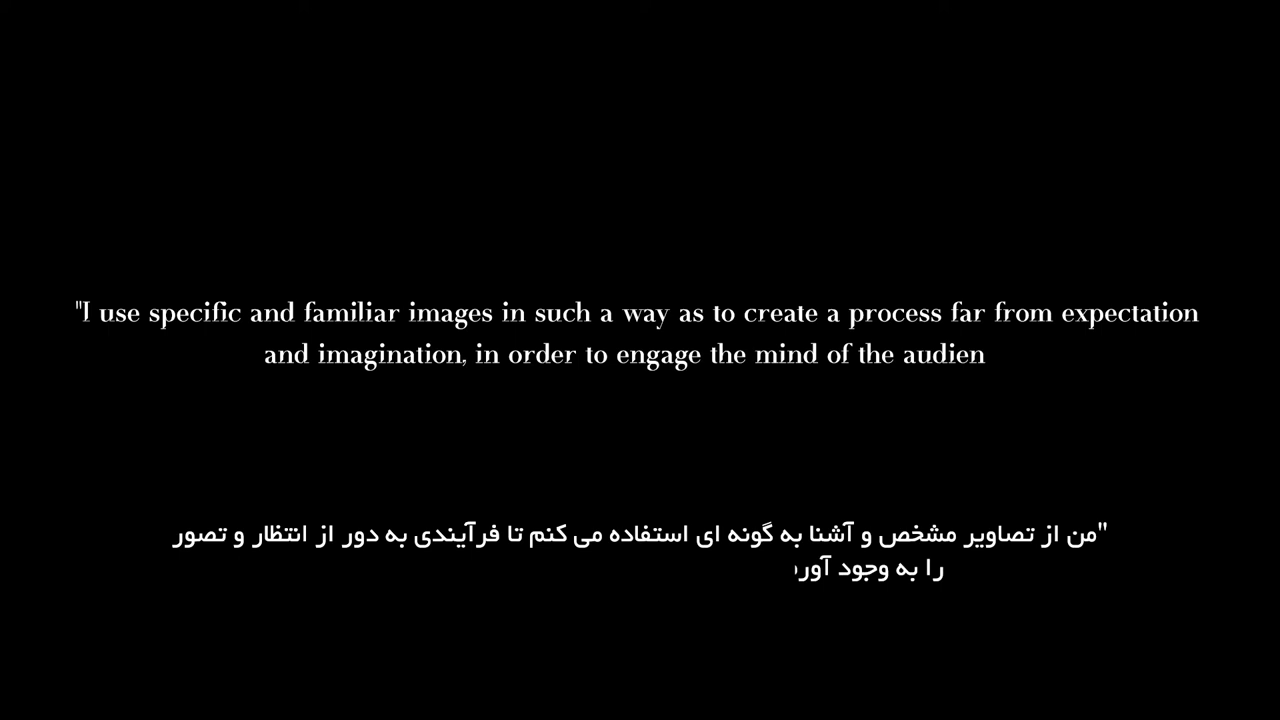 "I use specific and familiar images in such a way as to create a process far from expectation
and imagination, in order to engage the mind of the audien
"من از تصاویر مشخص و آشنا به گونه ای استفاده می کنم تا فرآیندی به دور از انتظار و تصور
را به وجود آور